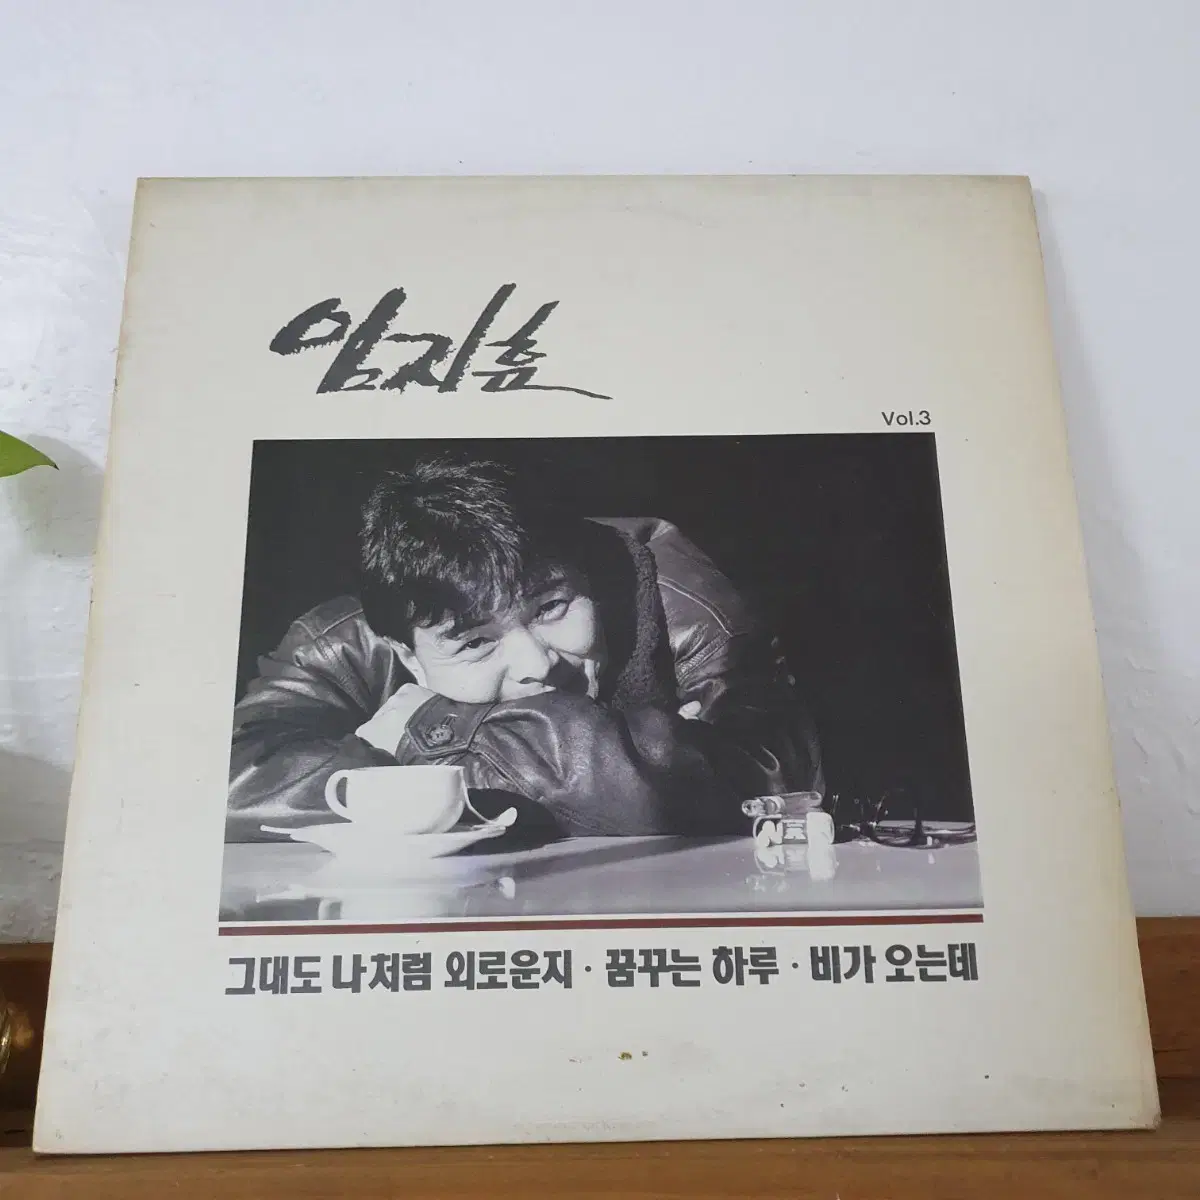 임지훈
Vol.3
그대도 나처럼 외로운지 · 꿈꾸는 하루 · 비가 오는데